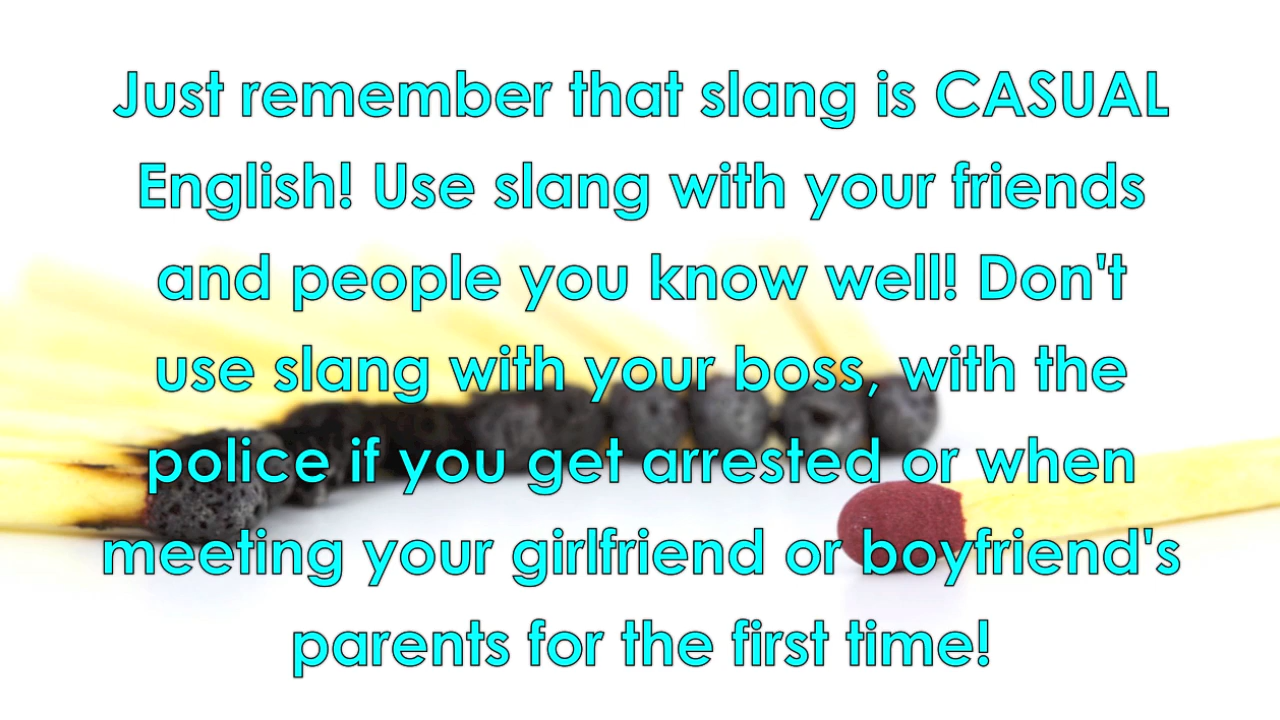 Just remember that slang is CASUAL
English! Use slang with your friends
and people you know well! Don't
use slang with your boss, with the
police if you get arrested or when
meeting your girlfriend or boyfriend's
parents for the first time!